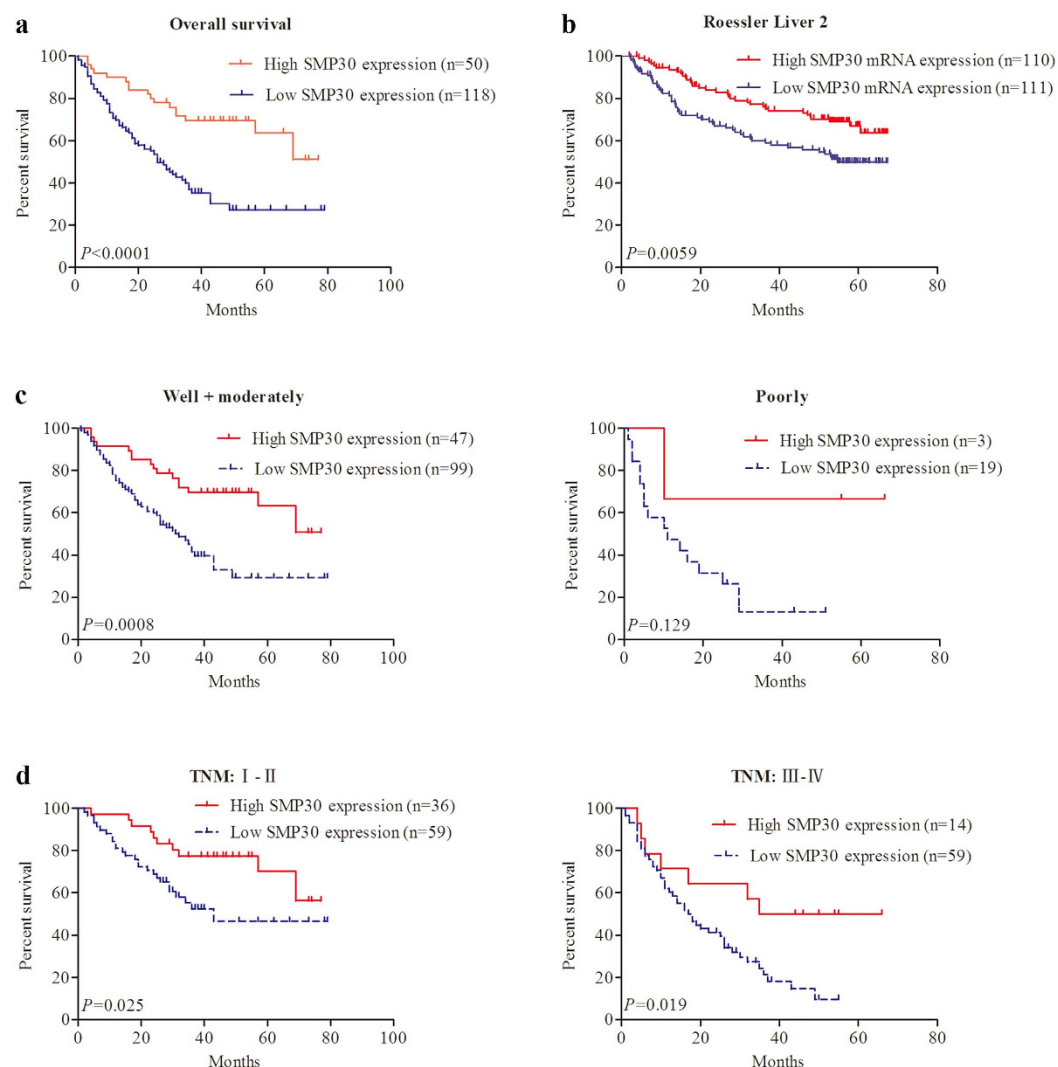 a
Overall survival
High SMP30 expression (n=50)
Low SMP30 expression (n=118)
Percent survival
100
80
60
40
20
0
P<0.0001
0 20 40 60 80 100
Months
b
Roessler Liver 2
High SMP30 mRNA expression (n=110)
Low SMP30 mRNA expression (n=111)
Percent survival
100
80
60
40
20
0
P=0.0059
0 20 40 60 80
Months
c
Well + moderately
High SMP30 expression (n=47)
Low SMP30 expression (n=99)
Percent survival
100
80
60
40
20
0
P=0.0008
0 20 40 60 80 100
Months
Poorly
High SMP30 expression (n=3)
Low SMP30 expression (n=19)
Percent survival
100
80
60
40
20
0
P=0.129
0 20 40 60 80
Months
d
TNM: Ⅰ-Ⅱ
High SMP30 expression (n=36)
Low SMP30 expression (n=59)
Percent survival
100
80
60
40
20
0
P=0.025
0 20 40 60 80 100
Months
TNM: Ⅲ-Ⅳ
High SMP30 expression (n=14)
Low SMP30 expression (n=59)
Percent survival
100
80
60
40
20
0
P=0.019
0 20 40 60 80
Months